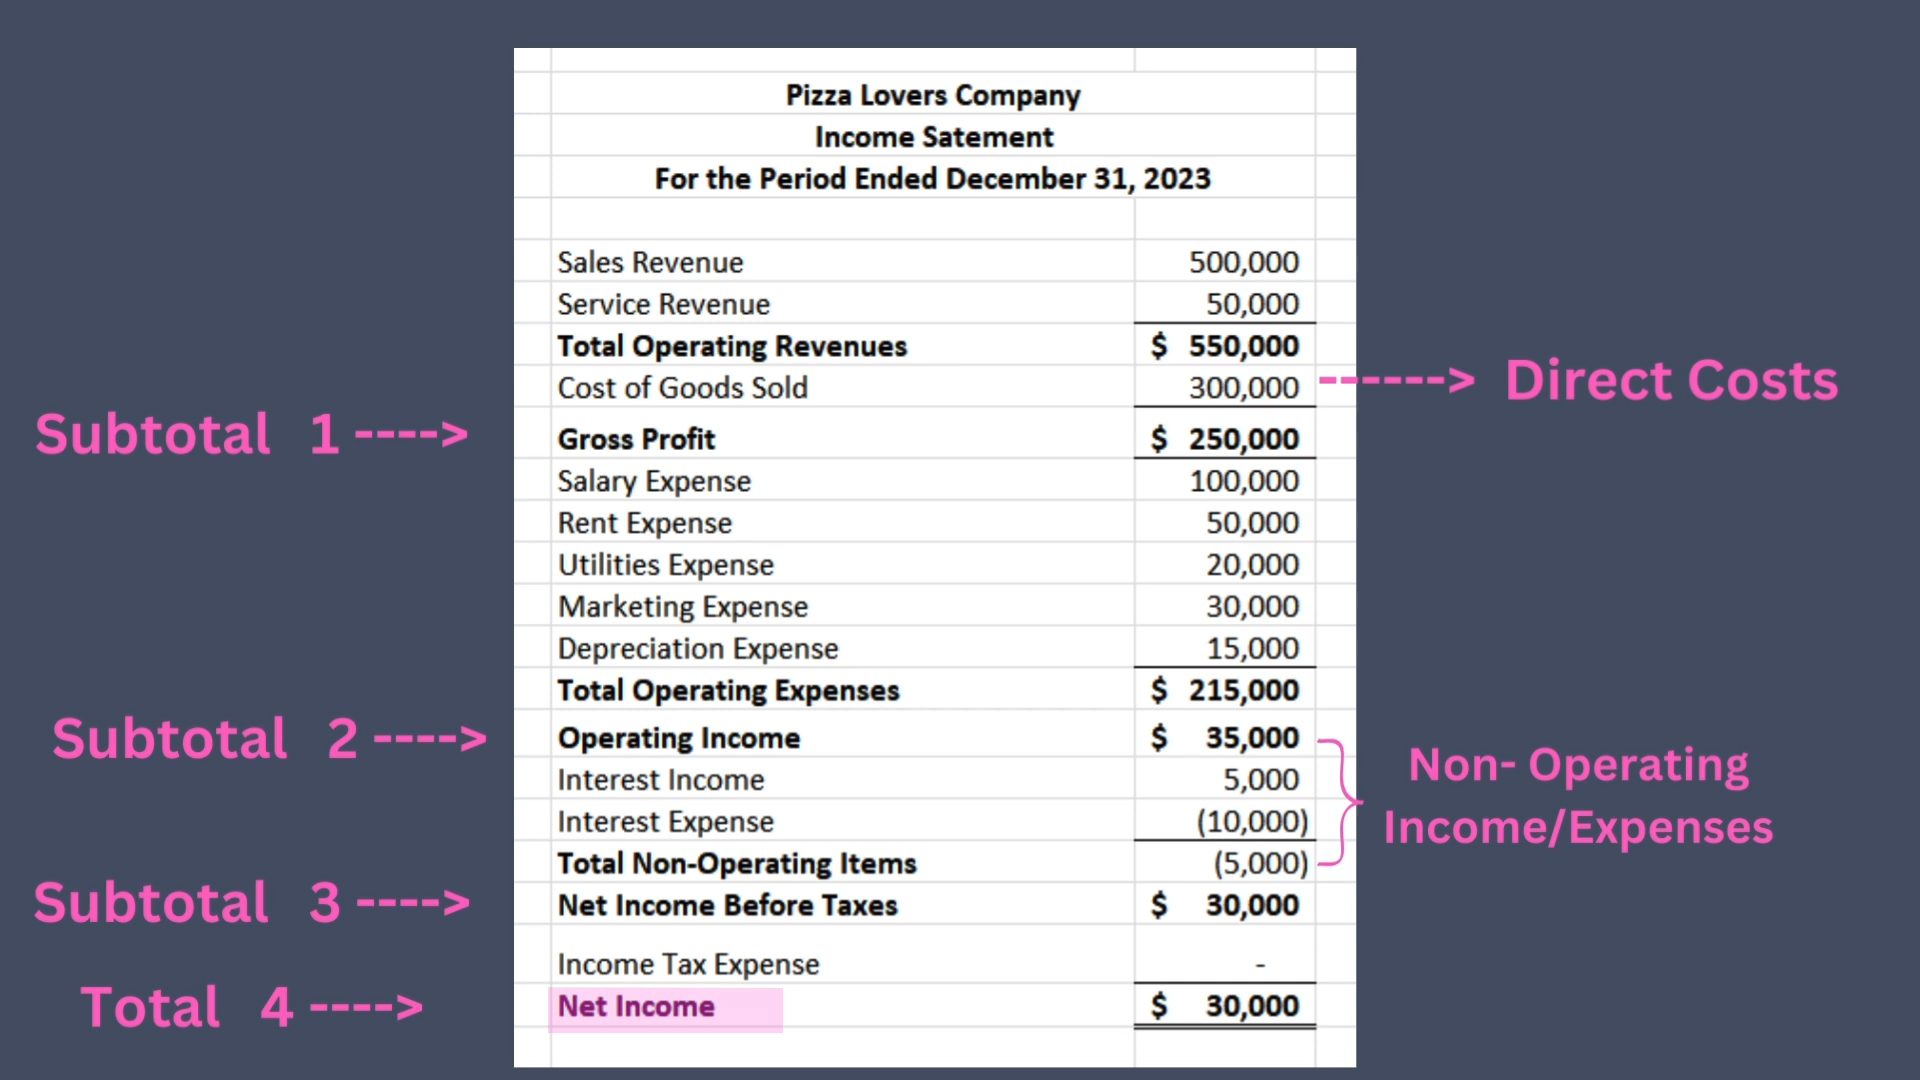 Pizza Lovers Company
Income Satement
For the Period Ended December 31, 2023
Sales Revenue 500,000
Service Revenue 50,000
Total Operating Revenues $ 550,000
Cost of Goods Sold 300,000 ------> Direct Costs
Subtotal 1 ----> Gross Profit $ 250,000
Salary Expense 100,000
Rent Expense 50,000
Utilities Expense 20,000
Marketing Expense 30,000
Depreciation Expense 15,000
Total Operating Expenses $ 215,000
Subtotal 2 ----> Operating Income $ 35,000
Interest Income 5,000
Non- Operating
Interest Expense (10,000)
Income/Expenses
Total Non-Operating Items (5,000)
Subtotal 3 ----> Net Income Before Taxes $ 30,000
Income Tax Expense -
Total 4 ----> Net Income $ 30,000